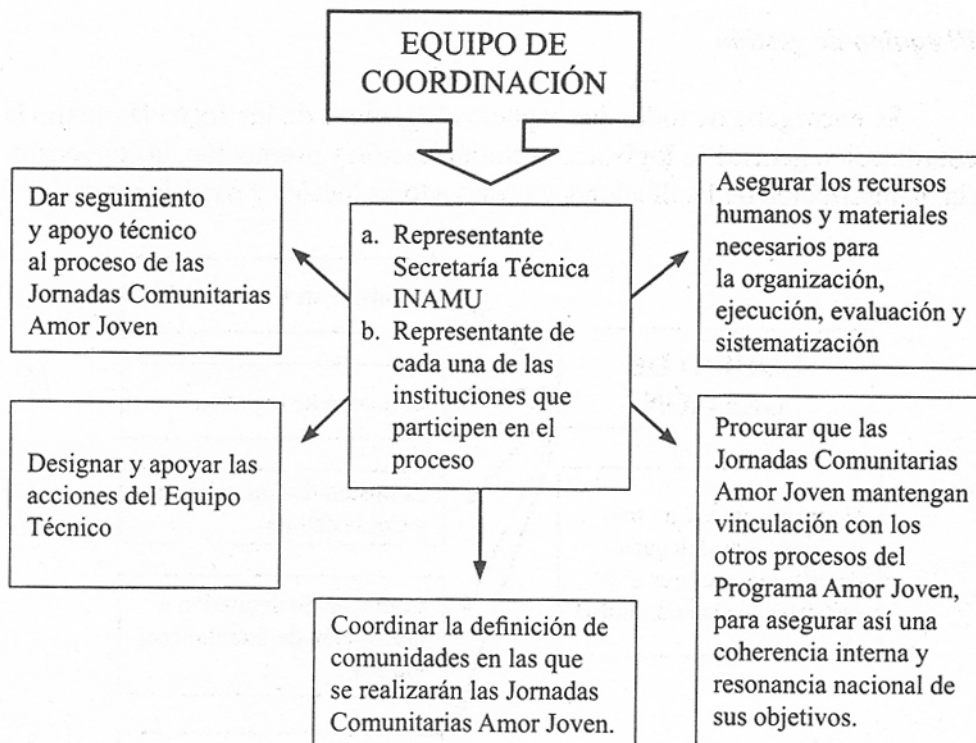 EQUIPO DE
COORDINACIÓN
Dar seguimiento
y apoyo técnico
al proceso de las
Jornadas Comunitarias
Amor Joven
a. Representante
Secretaría Técnica
INAMU
b. Representante de
cada una de las
instituciones que
participen en el
proceso
Asegurar los recursos
humanos y materiales
necesarios para
la organización,
ejecución, evaluación y
sistematización
Designar y apoyar las
acciones del Equipo
Técnico
Procurar que las
Jornadas Comunitarias
Amor Joven mantengan
vinculación con los
otros procesos del
Programa Amor Joven,
para asegurar así una
coherencia interna y
resonancia nacional de
sus objetivos.
Coordinar la definición de
comunidades en las que
se realizarán las Jornadas
Comunitarias Amor Joven.